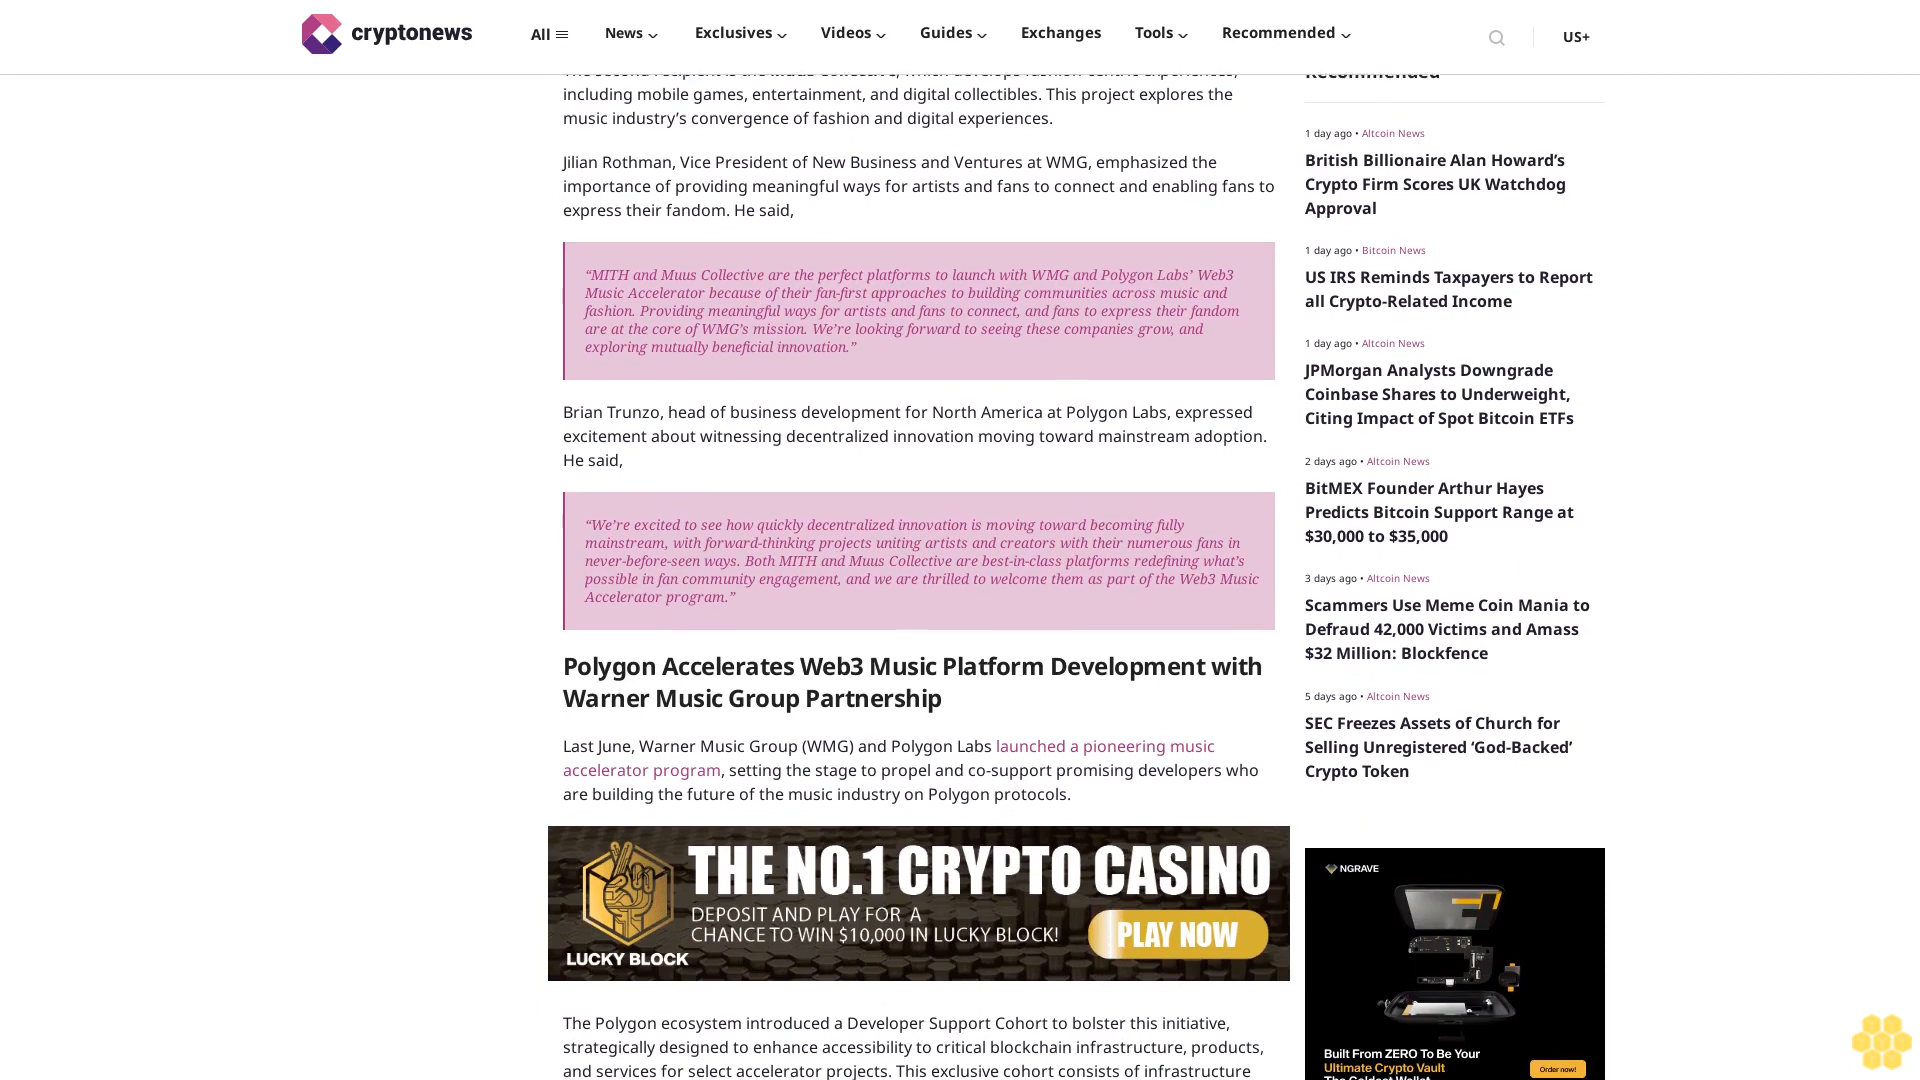 cryptonews
All
News
Exclusives
Videos
Guides
Exchanges
Tools
Recommended
US+
including mobile games, entertainment, and digital collectibles. This project explores the
music industry’s convergence of fashion and digital experiences.
Jilian Rothman, Vice President of New Business and Ventures at WMG, emphasized the
importance of providing meaningful ways for artists and fans to connect and enabling fans to
express their fandom. He said,
“MITH and Muus Collective are the perfect platforms to launch with WMG and Polygon Labs’ Web3
Music Accelerator because of their fan-first approaches to building communities across music and
fashion. Providing meaningful ways for artists and fans to connect, and fans to express their fandom
are at the core of WMG’s mission. We’re looking forward to seeing these companies grow, and
exploring mutually beneficial innovation.”
Brian Trunzo, head of business development for North America at Polygon Labs, expressed
excitement about witnessing decentralized innovation moving toward mainstream adoption.
He said,
“We’re excited to see how quickly decentralized innovation is moving toward becoming fully
mainstream, with forward-thinking projects uniting artists and creators with their numerous fans in
never-before-seen ways. Both MITH and Muus Collective are best-in-class platforms redefining what’s
possible in fan community engagement, and we are thrilled to welcome them as part of the Web3 Music
Accelerator program.”
Polygon Accelerates Web3 Music Platform Development with
Warner Music Group Partnership
Last June, Warner Music Group (WMG) and Polygon Labs launched a pioneering music
accelerator program, setting the stage to propel and co-support promising developers who
are building the future of the music industry on Polygon protocols.
THE NO.1 CRYPTO CASINO
DEPOSIT AND PLAY FOR A
CHANCE TO WIN $10,000 IN LUCKY BLOCK!
PLAY NOW
LUCKY BLOCK
The Polygon ecosystem introduced a Developer Support Cohort to bolster this initiative,
strategically designed to enhance accessibility to critical blockchain infrastructure, products,
and services for select accelerator projects. This exclusive cohort consists of infrastructure
Recommended
1 day ago • Altcoin News
British Billionaire Alan Howard’s
Crypto Firm Scores UK Watchdog
Approval
1 day ago • Bitcoin News
US IRS Reminds Taxpayers to Report
all Crypto-Related Income
1 day ago • Altcoin News
JPMorgan Analysts Downgrade
Coinbase Shares to Underweight,
Citing Impact of Spot Bitcoin ETFs
2 days ago • Altcoin News
BitMEX Founder Arthur Hayes
Predicts Bitcoin Support Range at
$30,000 to $35,000
3 days ago • Altcoin News
Scammers Use Meme Coin Mania to
Defraud 42,000 Victims and Amass
$32 Million: Blockfence
5 days ago • Altcoin News
SEC Freezes Assets of Church for
Selling Unregistered ‘God-Backed’
Crypto Token
NGRAVE
Built From ZERO To Be Your
Ultimate Crypto Vault
Order now!